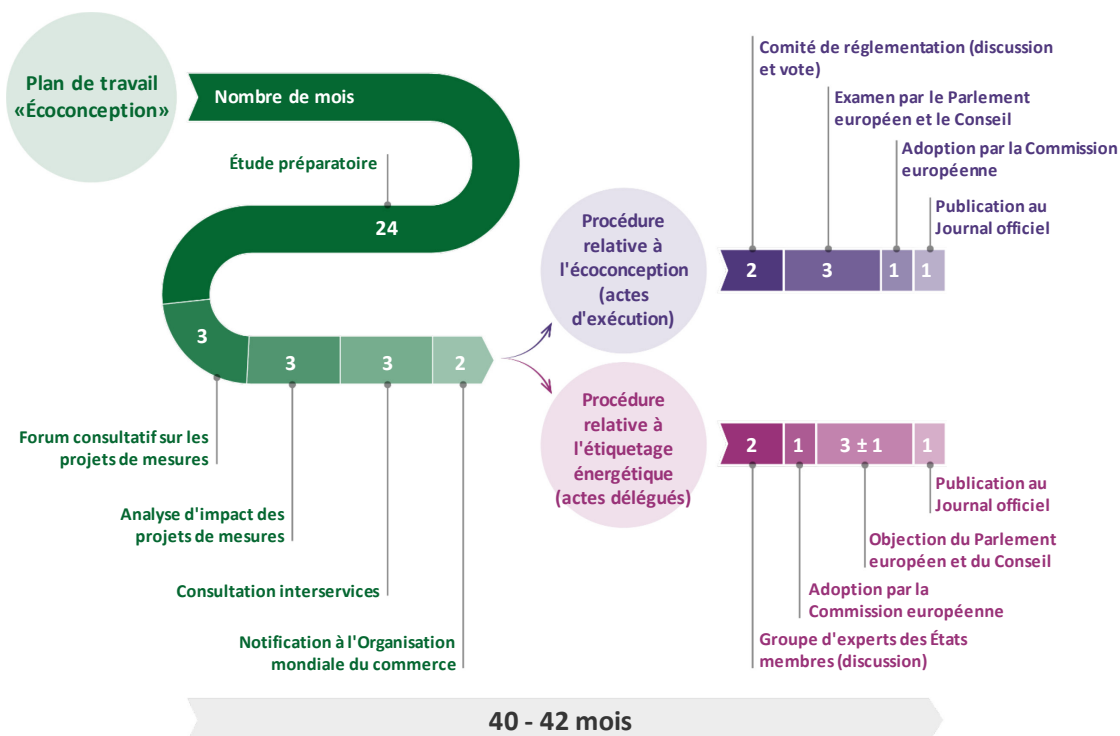 Plan de travail
«Écoconception»
Nombre de mois
Étude préparatoire
24
3
3
3
2
Forum consultatif sur les
projets de mesures
Analyse d'impact des
projets de mesures
Consultation interservices
Notification à l'Organisation
mondiale du commerce
Procédure
relative à
l'écoconception
(actes
d'exécution)
Comité de réglementation (discussion
et vote)
Examen par le Parlement
européen et le Conseil
Adoption par la Commission
européenne
Publication au
Journal officiel
2
3
1
1
Procédure
relative à
l'étiquetage
énergétique
(actes délégués)
2
1
3 ± 1
1
Publication au
Journal officiel
Objection du Parlement
européen et du Conseil
Adoption par la
Commission européenne
Groupe d'experts des États
membres (discussion)
40 - 42 mois